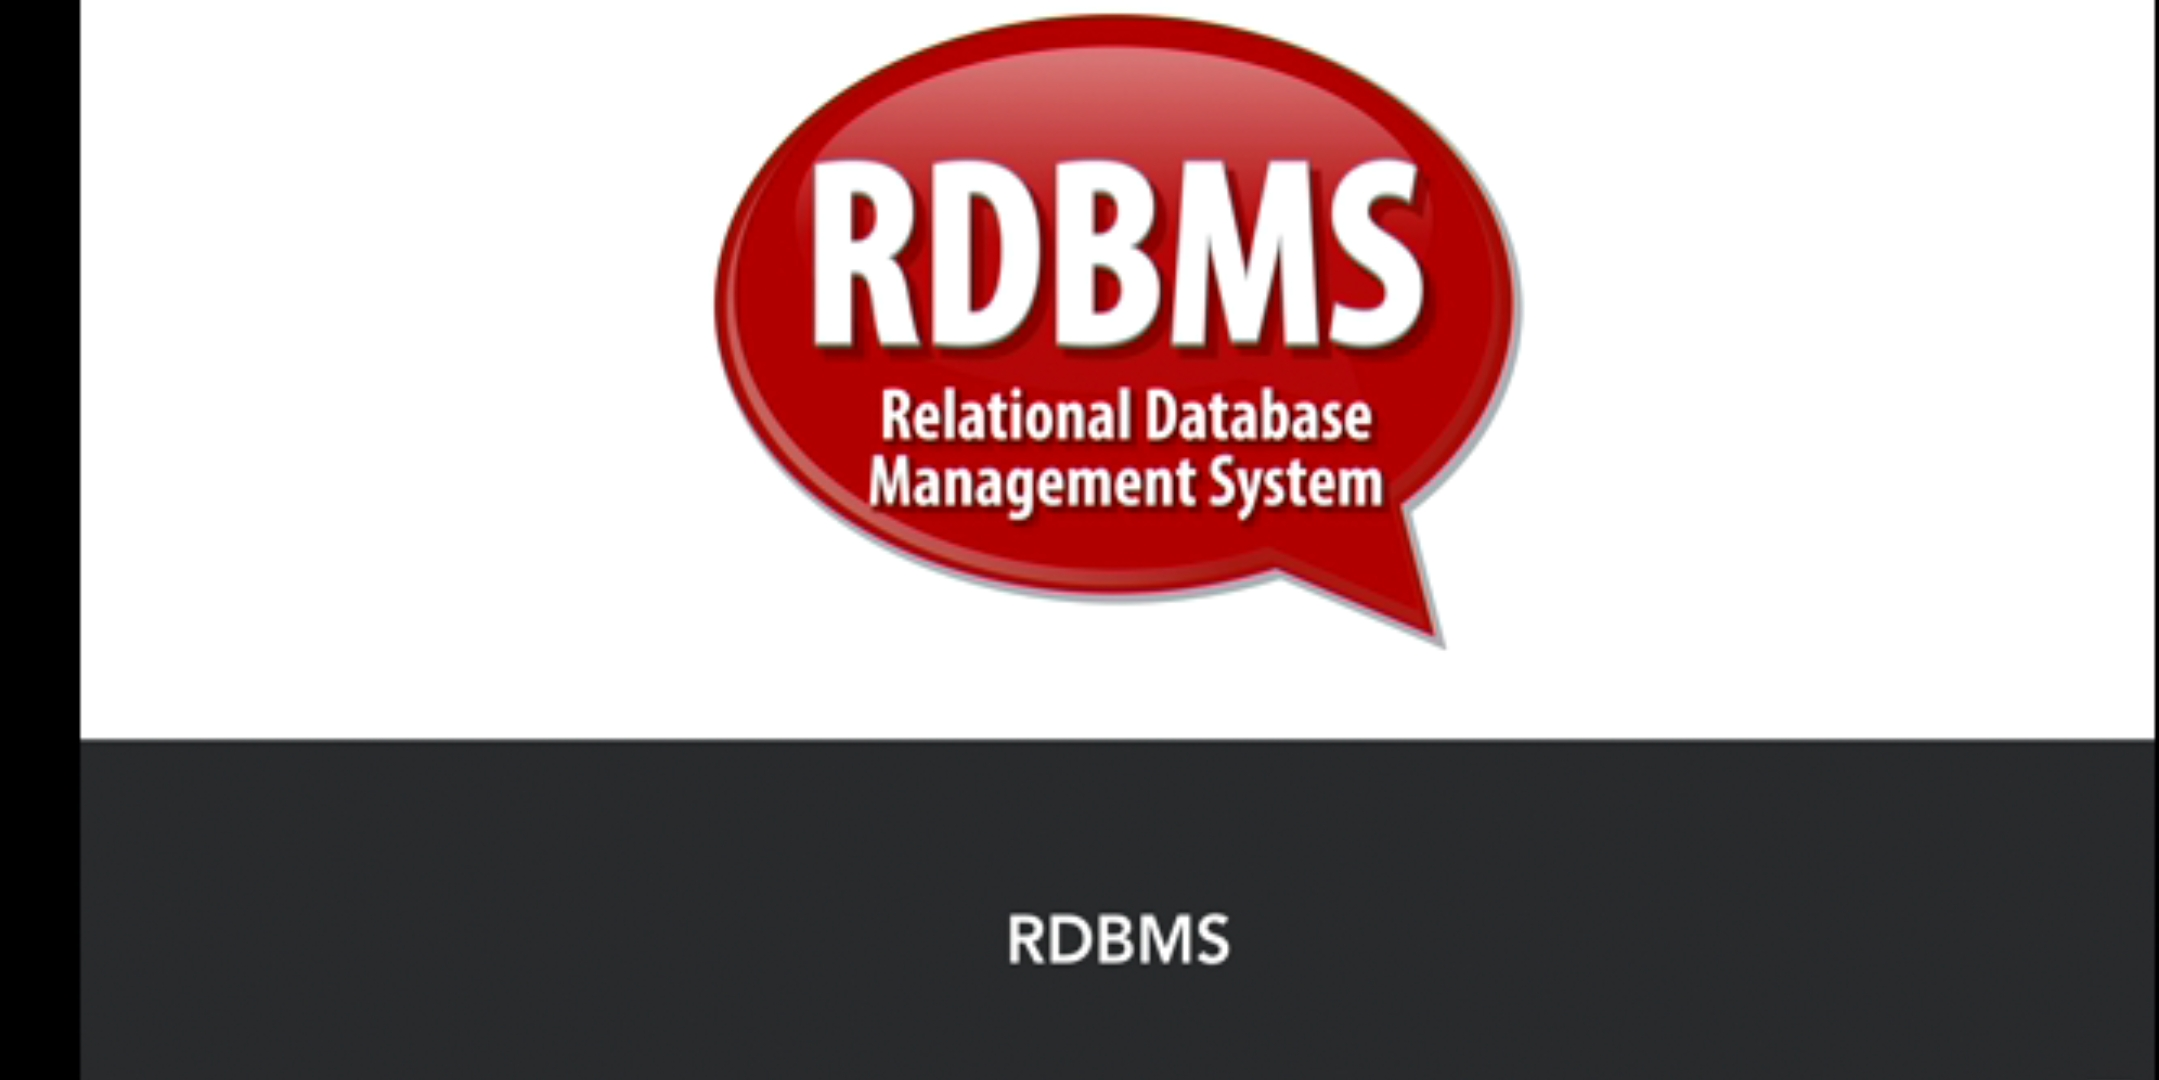 RDBMS
Relational Database
Management System
RDBMS